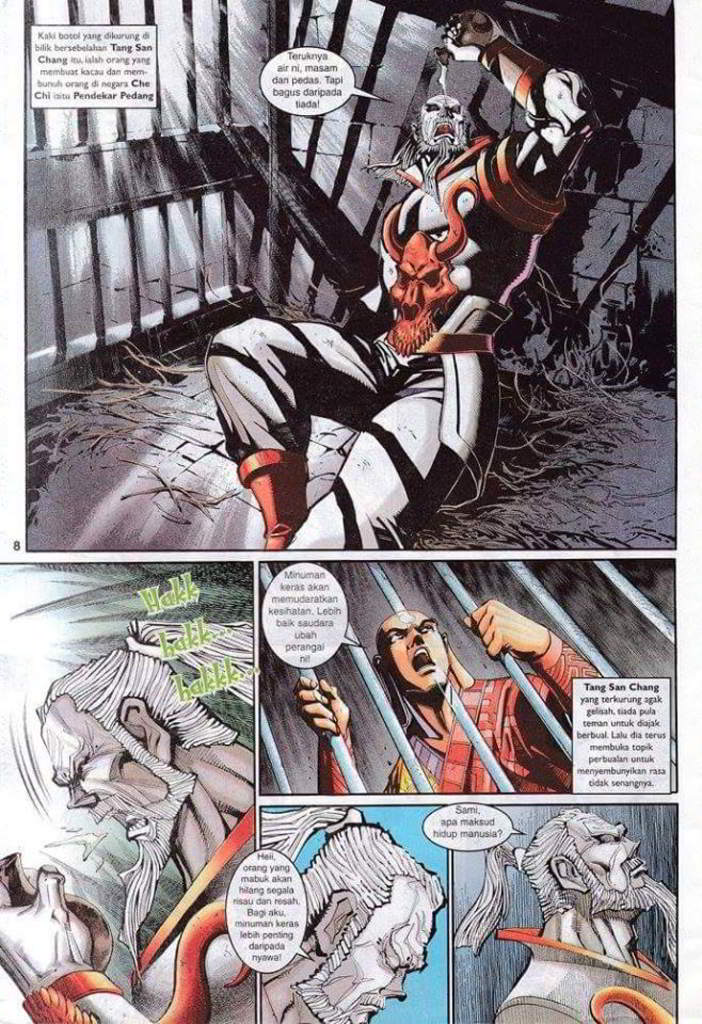 Kaki botol yang dikurung di
bilik bersebelahan Tang San
Chang itu, ialah orang yang
membuat kacau dan mem-
bunuh orang di negara Che
Chi iaitu Pendekar Pedang
Teruknya
air ni, masam
dan pedas. Tapi
bagus daripada
tiada!
8
Hakk
hakk...
hakkk...
Minuman
keras akan
memudaratkan
kesihatan. Lebih
baik saudara
ubah
perangai
ni!
Tang San Chang
yang terkurung agak
gelisah, tiada pula
teman untuk diajak
berbual. Lalu dia terus
membuka topik
perbualan untuk
menyembunyikan rasa
tidak senangnya.
Heii,
orang yang
mabuk akan
hilang segala
risau dan resah.
Bagi aku,
minuman keras
lebih penting
daripada
nyawa!
Sami,
apa maksud
hidup manusia?